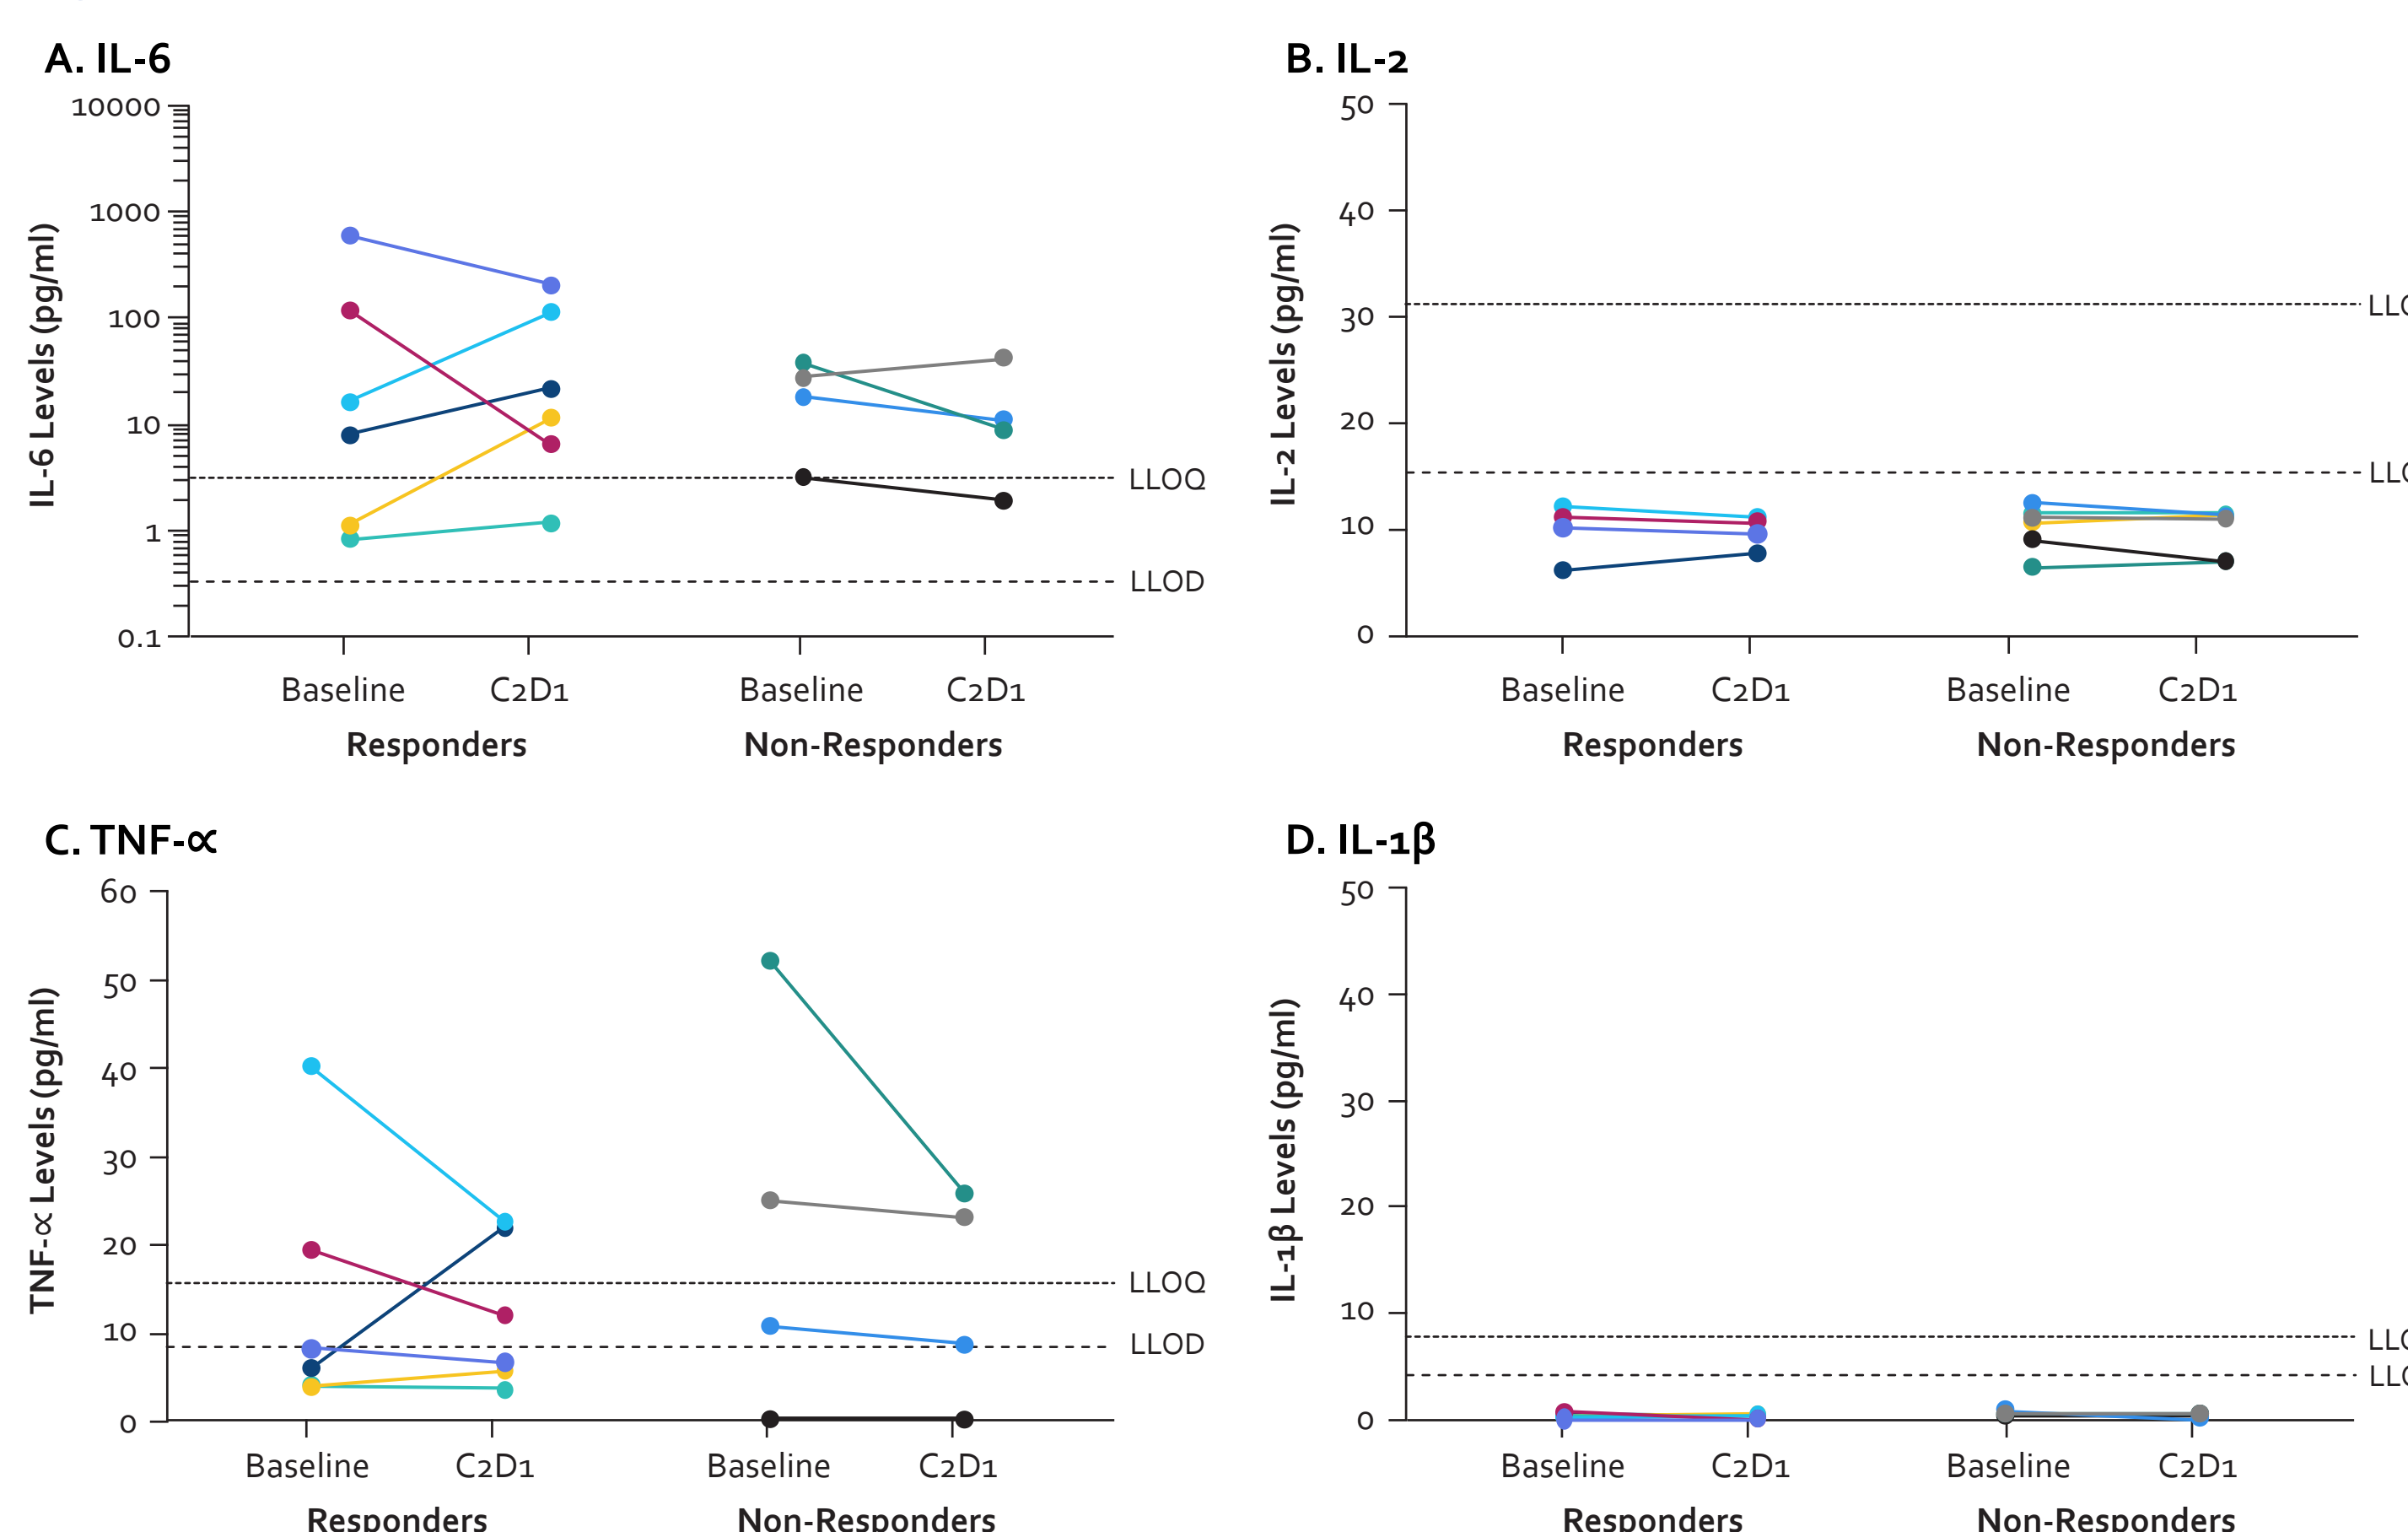 A. IL-6
10000
1000
100
10
1
0.1
IL-6 Levels (pg/ml)
LLOQ
LLOD
Baseline C2D1 Baseline C2D1
Responders Non-Responders
B. IL-2
50
40
30
20
10
0
IL-2 Levels (pg/ml)
Baseline C2D1 Baseline C2D1
Responders Non-Responders
C. TNF-α
60
50
40
30
20
10
0
TNF-α Levels (pg/ml)
LLOQ
LLOD
Baseline C2D1 Baseline C2D1
Responders Non-Responders
D. IL-1β
50
40
30
20
10
0
IL-1β Levels (pg/ml)
Baseline C2D1 Baseline C2D1
Responders Non-Responders